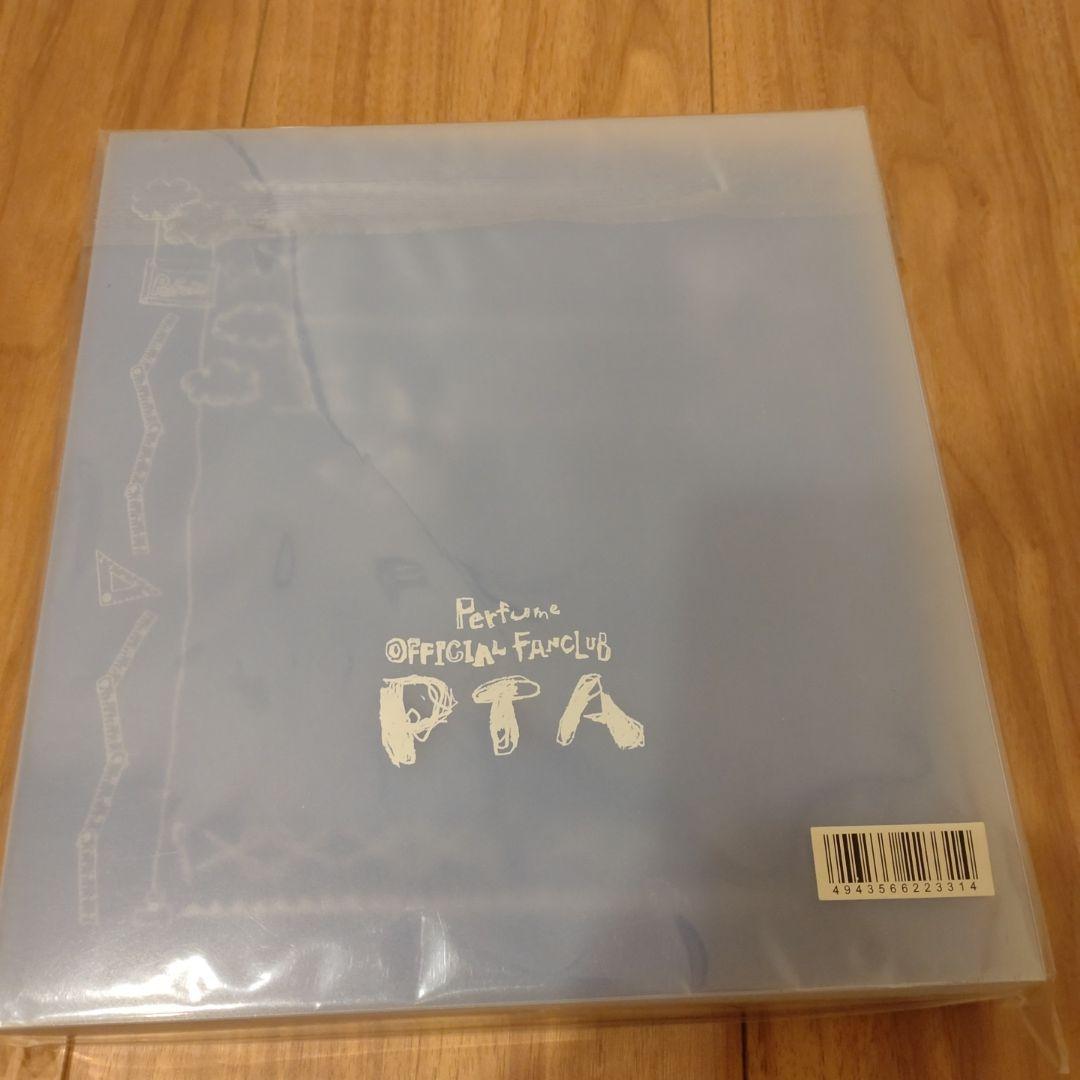 Perfume
OFFICIAL FANCLUB
PTA
4943566223314